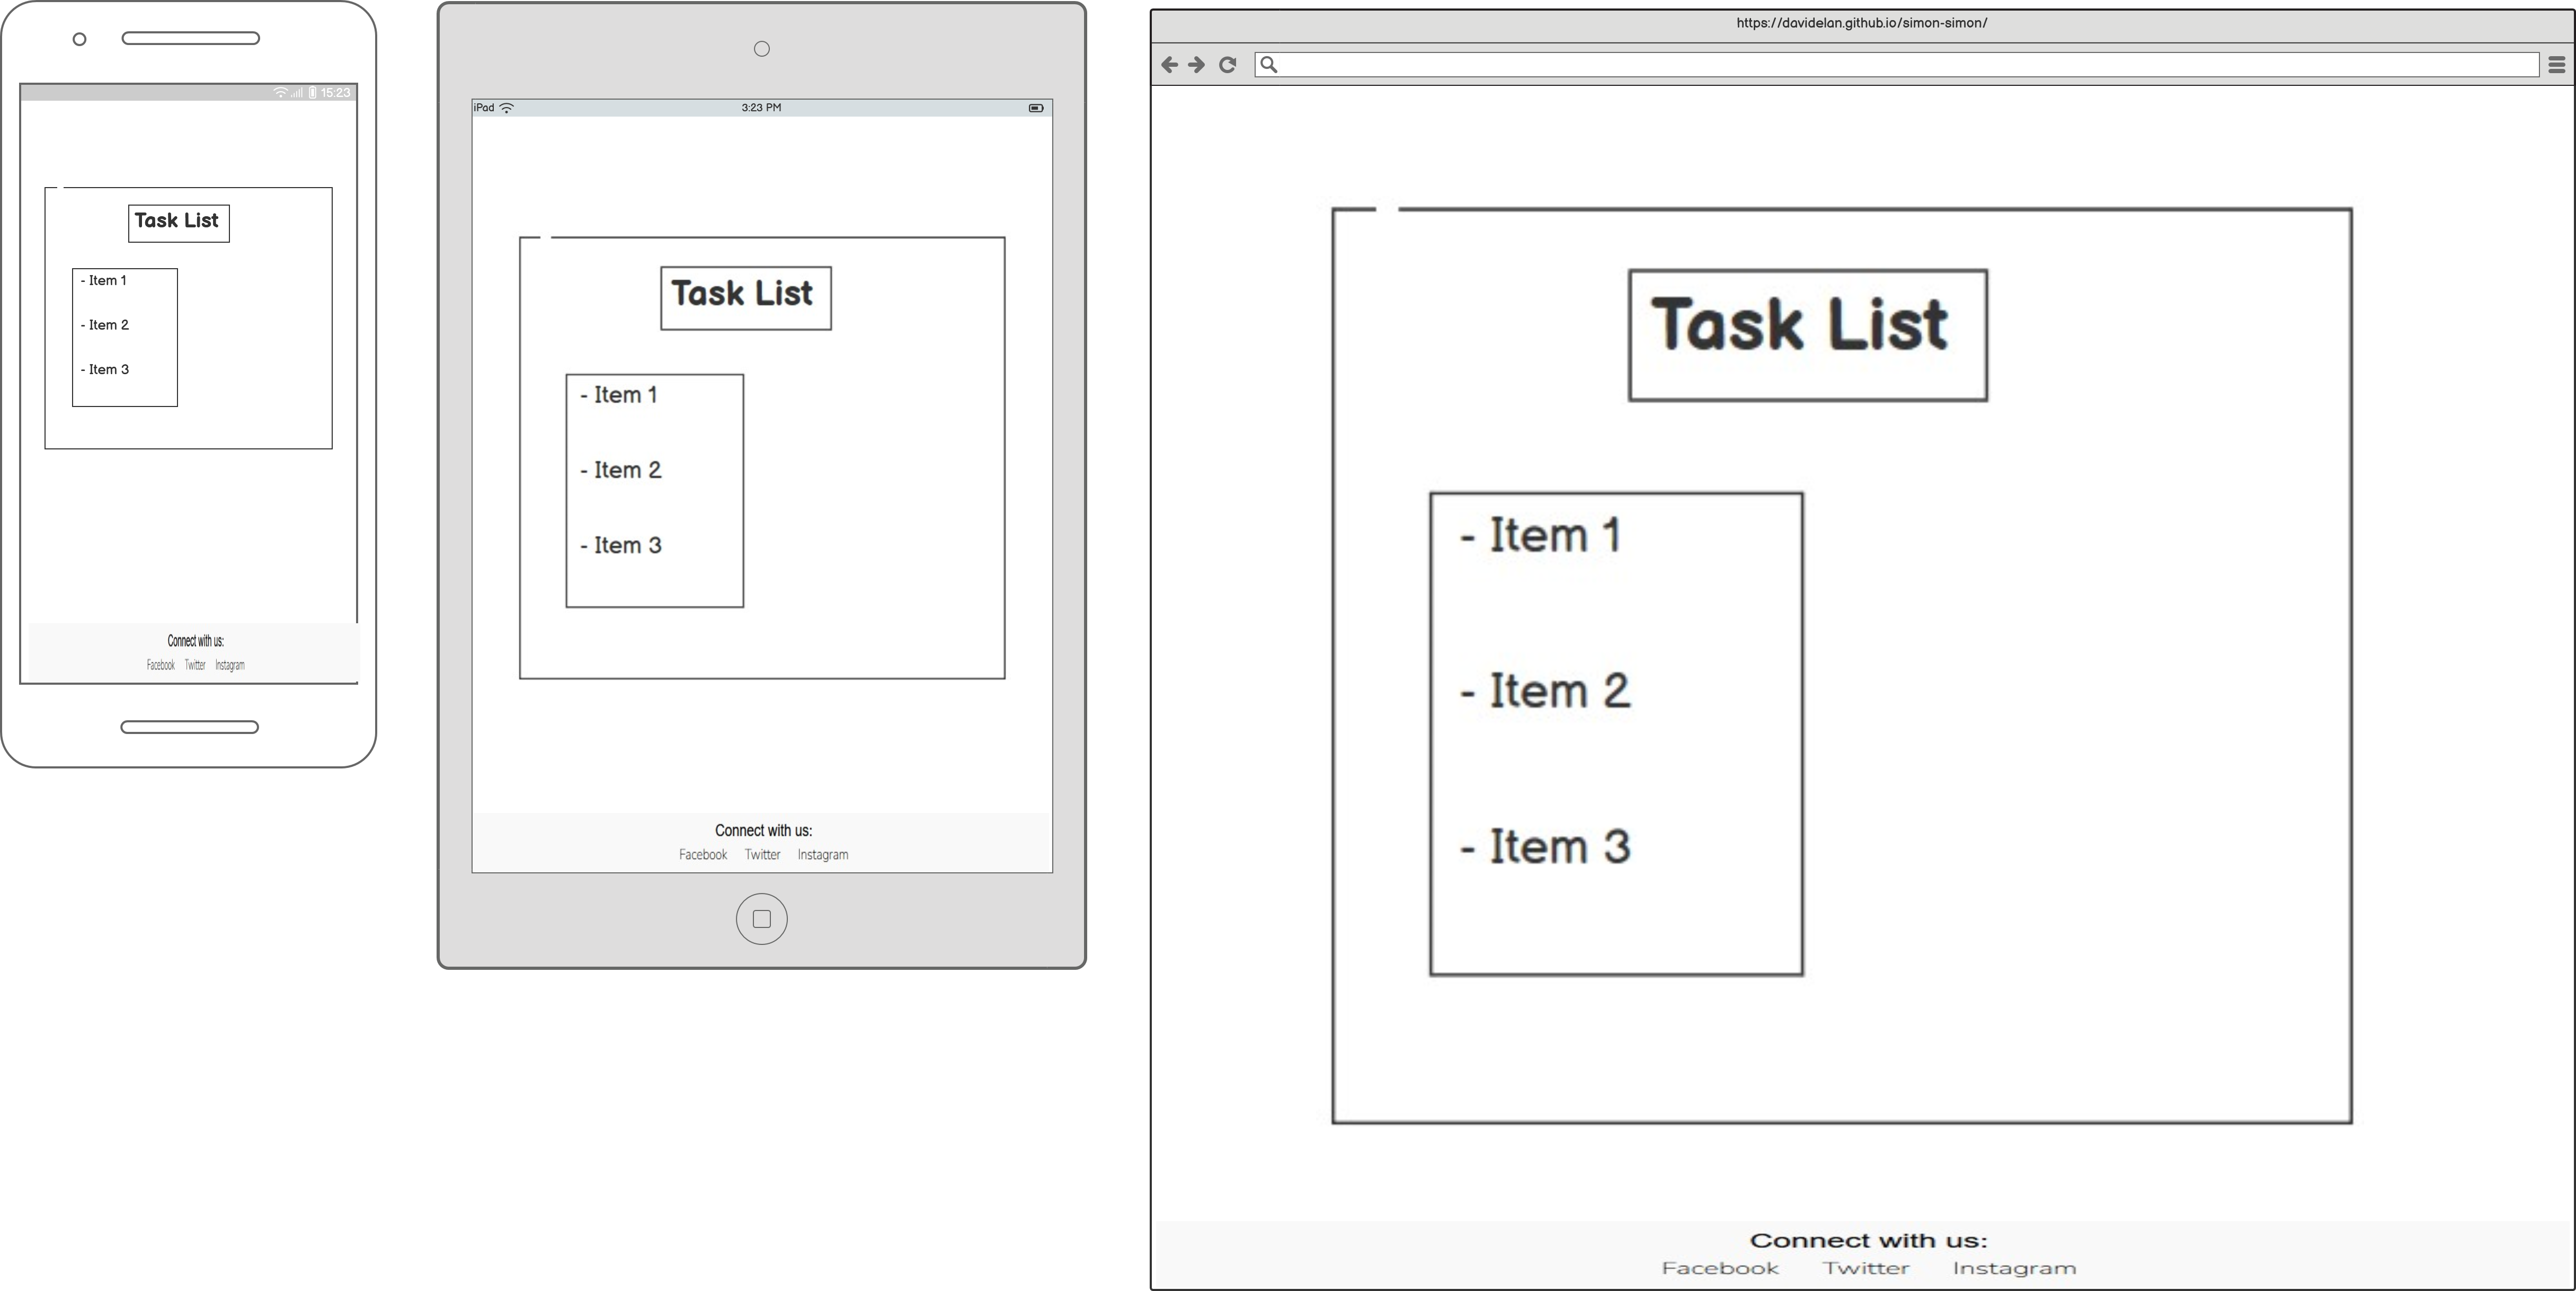 15:23
Task List
- Item 1
- Item 2
- Item 3
Connect with us:
Facebook Twitter Instagram
iPad 3:23 PM
Task List
- Item 1
- Item 2
- Item 3
Connect with us:
Facebook Twitter Instagram
https://davidelan.github.io/simon-simon/
Task List
- Item 1
- Item 2
- Item 3
Connect with us:
Facebook Twitter Instagram